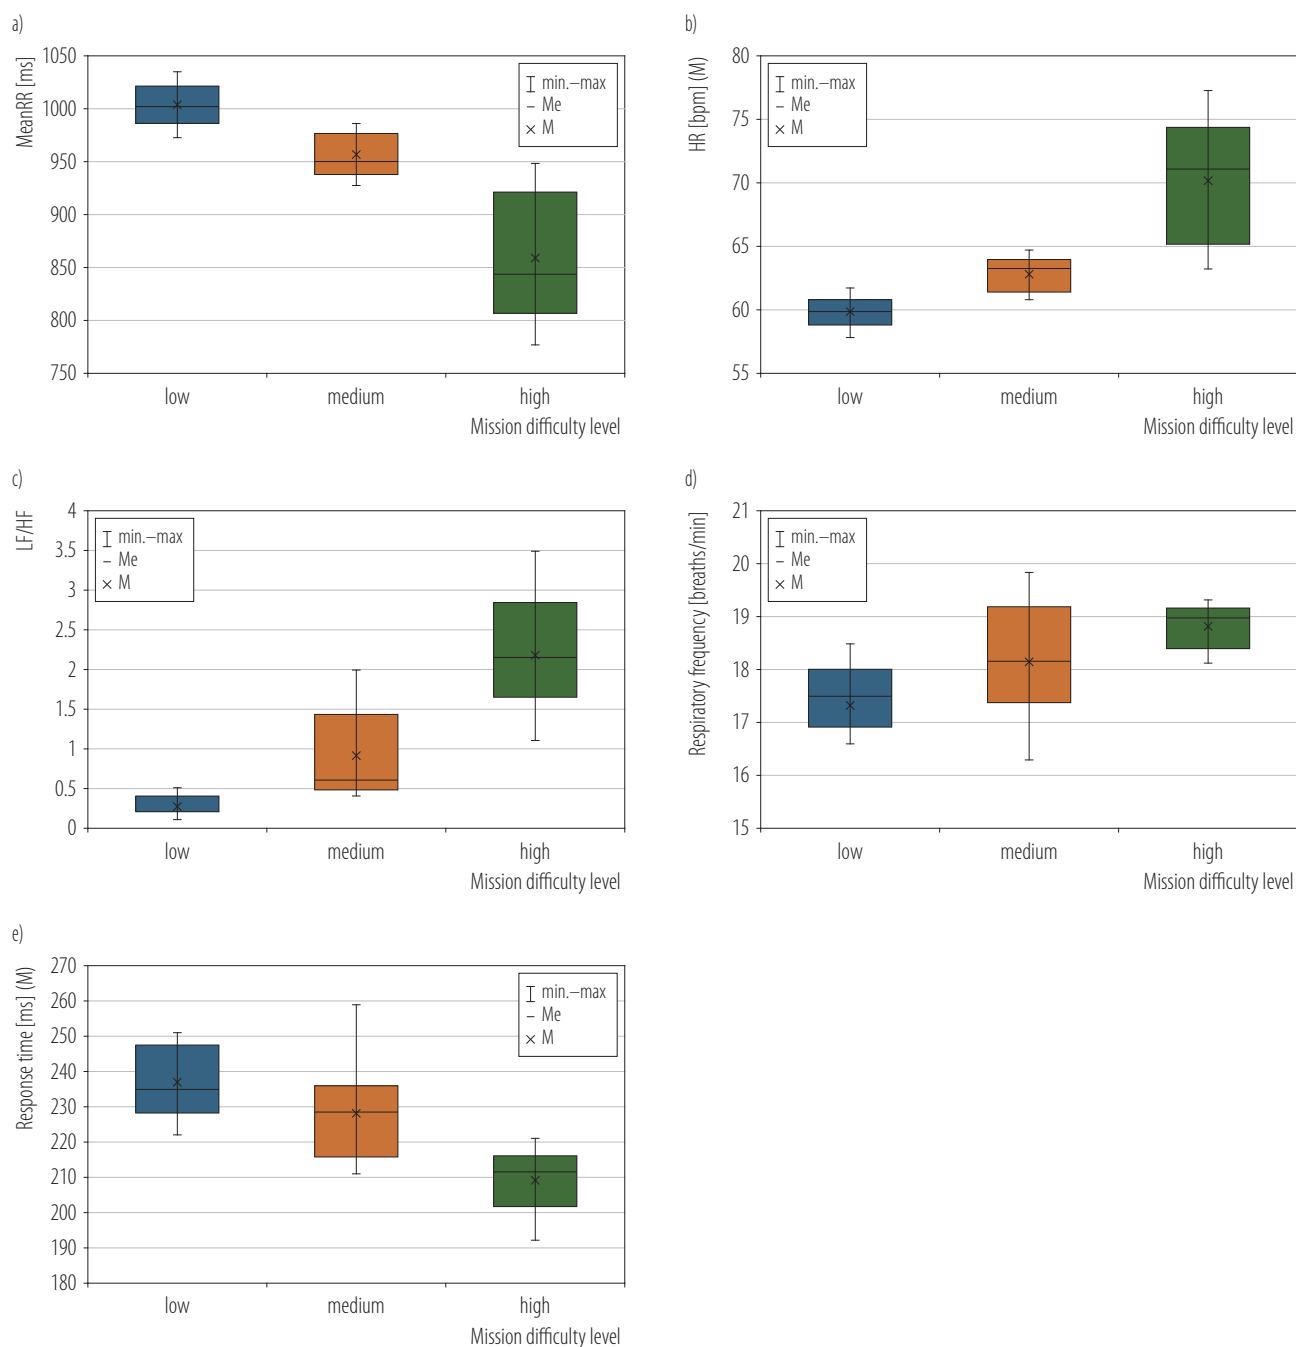 a)
MeanRR [ms]
1050
1000
950
900
850
800
750
min.–max
Me
M
low medium high
Mission difficulty level
b)
HR [bpm] (M)
80
75
70
65
60
55
min.–max
Me
M
low medium high
Mission difficulty level
c)
LF/HF
4
3.5
3
2.5
2
1.5
1
0.5
0
min.–max
Me
M
low medium high
Mission difficulty level
d)
Respiratory frequency [breaths/min]
21
20
19
18
17
16
15
min.–max
Me
M
low medium high
Mission difficulty level
e)
Response time [ms] (M)
270
260
250
240
230
220
210
200
190
180
min.–max
Me
M
low medium high
Mission difficulty level